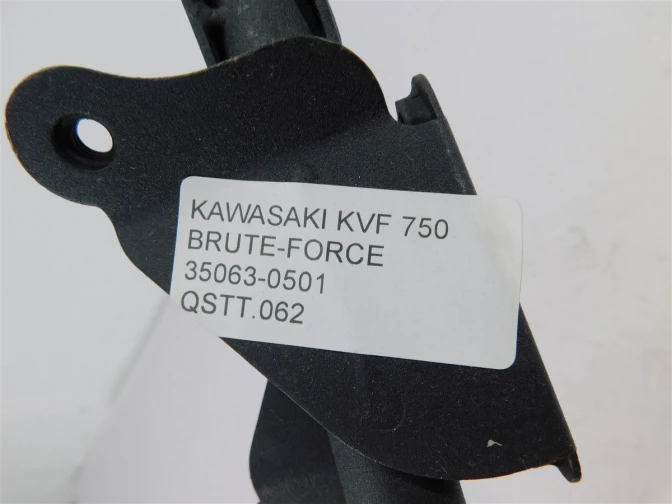 KAWASAKI KVF 750
BRUTE-FORCE
35063-0501
QSTT.062